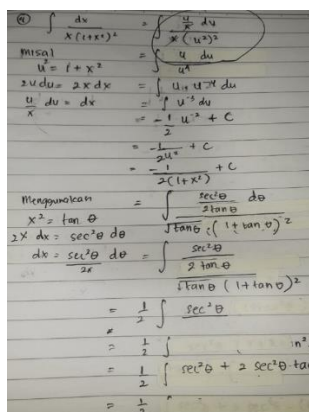 ④ ∫ dx / x(1+x²)² = ∫ u/x du / x (u²)²
misal = ∫ u du / u⁴
u² = 1 + x²
2u du = 2x dx = ∫ u · u⁻⁴ du
u/x du = dx = ∫ u⁻³ du
= -1/2 u⁻² + C
= -1/2u² + C
= -1/2(1+x²) + C
Menggunakan = ∫ sec²θ/2tanθ dθ / √tanθ (1+tanθ)²
x² = tan θ
2x dx = sec²θ dθ
dx = sec²θ/2x dθ = ∫ sec²θ/2 tanθ / √tanθ (1+tanθ)²
= 1/2 ∫ sec²θ
= 1/2 ∫ n²
= 1/2 ∫ sec²θ + 2 sec²θ · ta
= 1/2